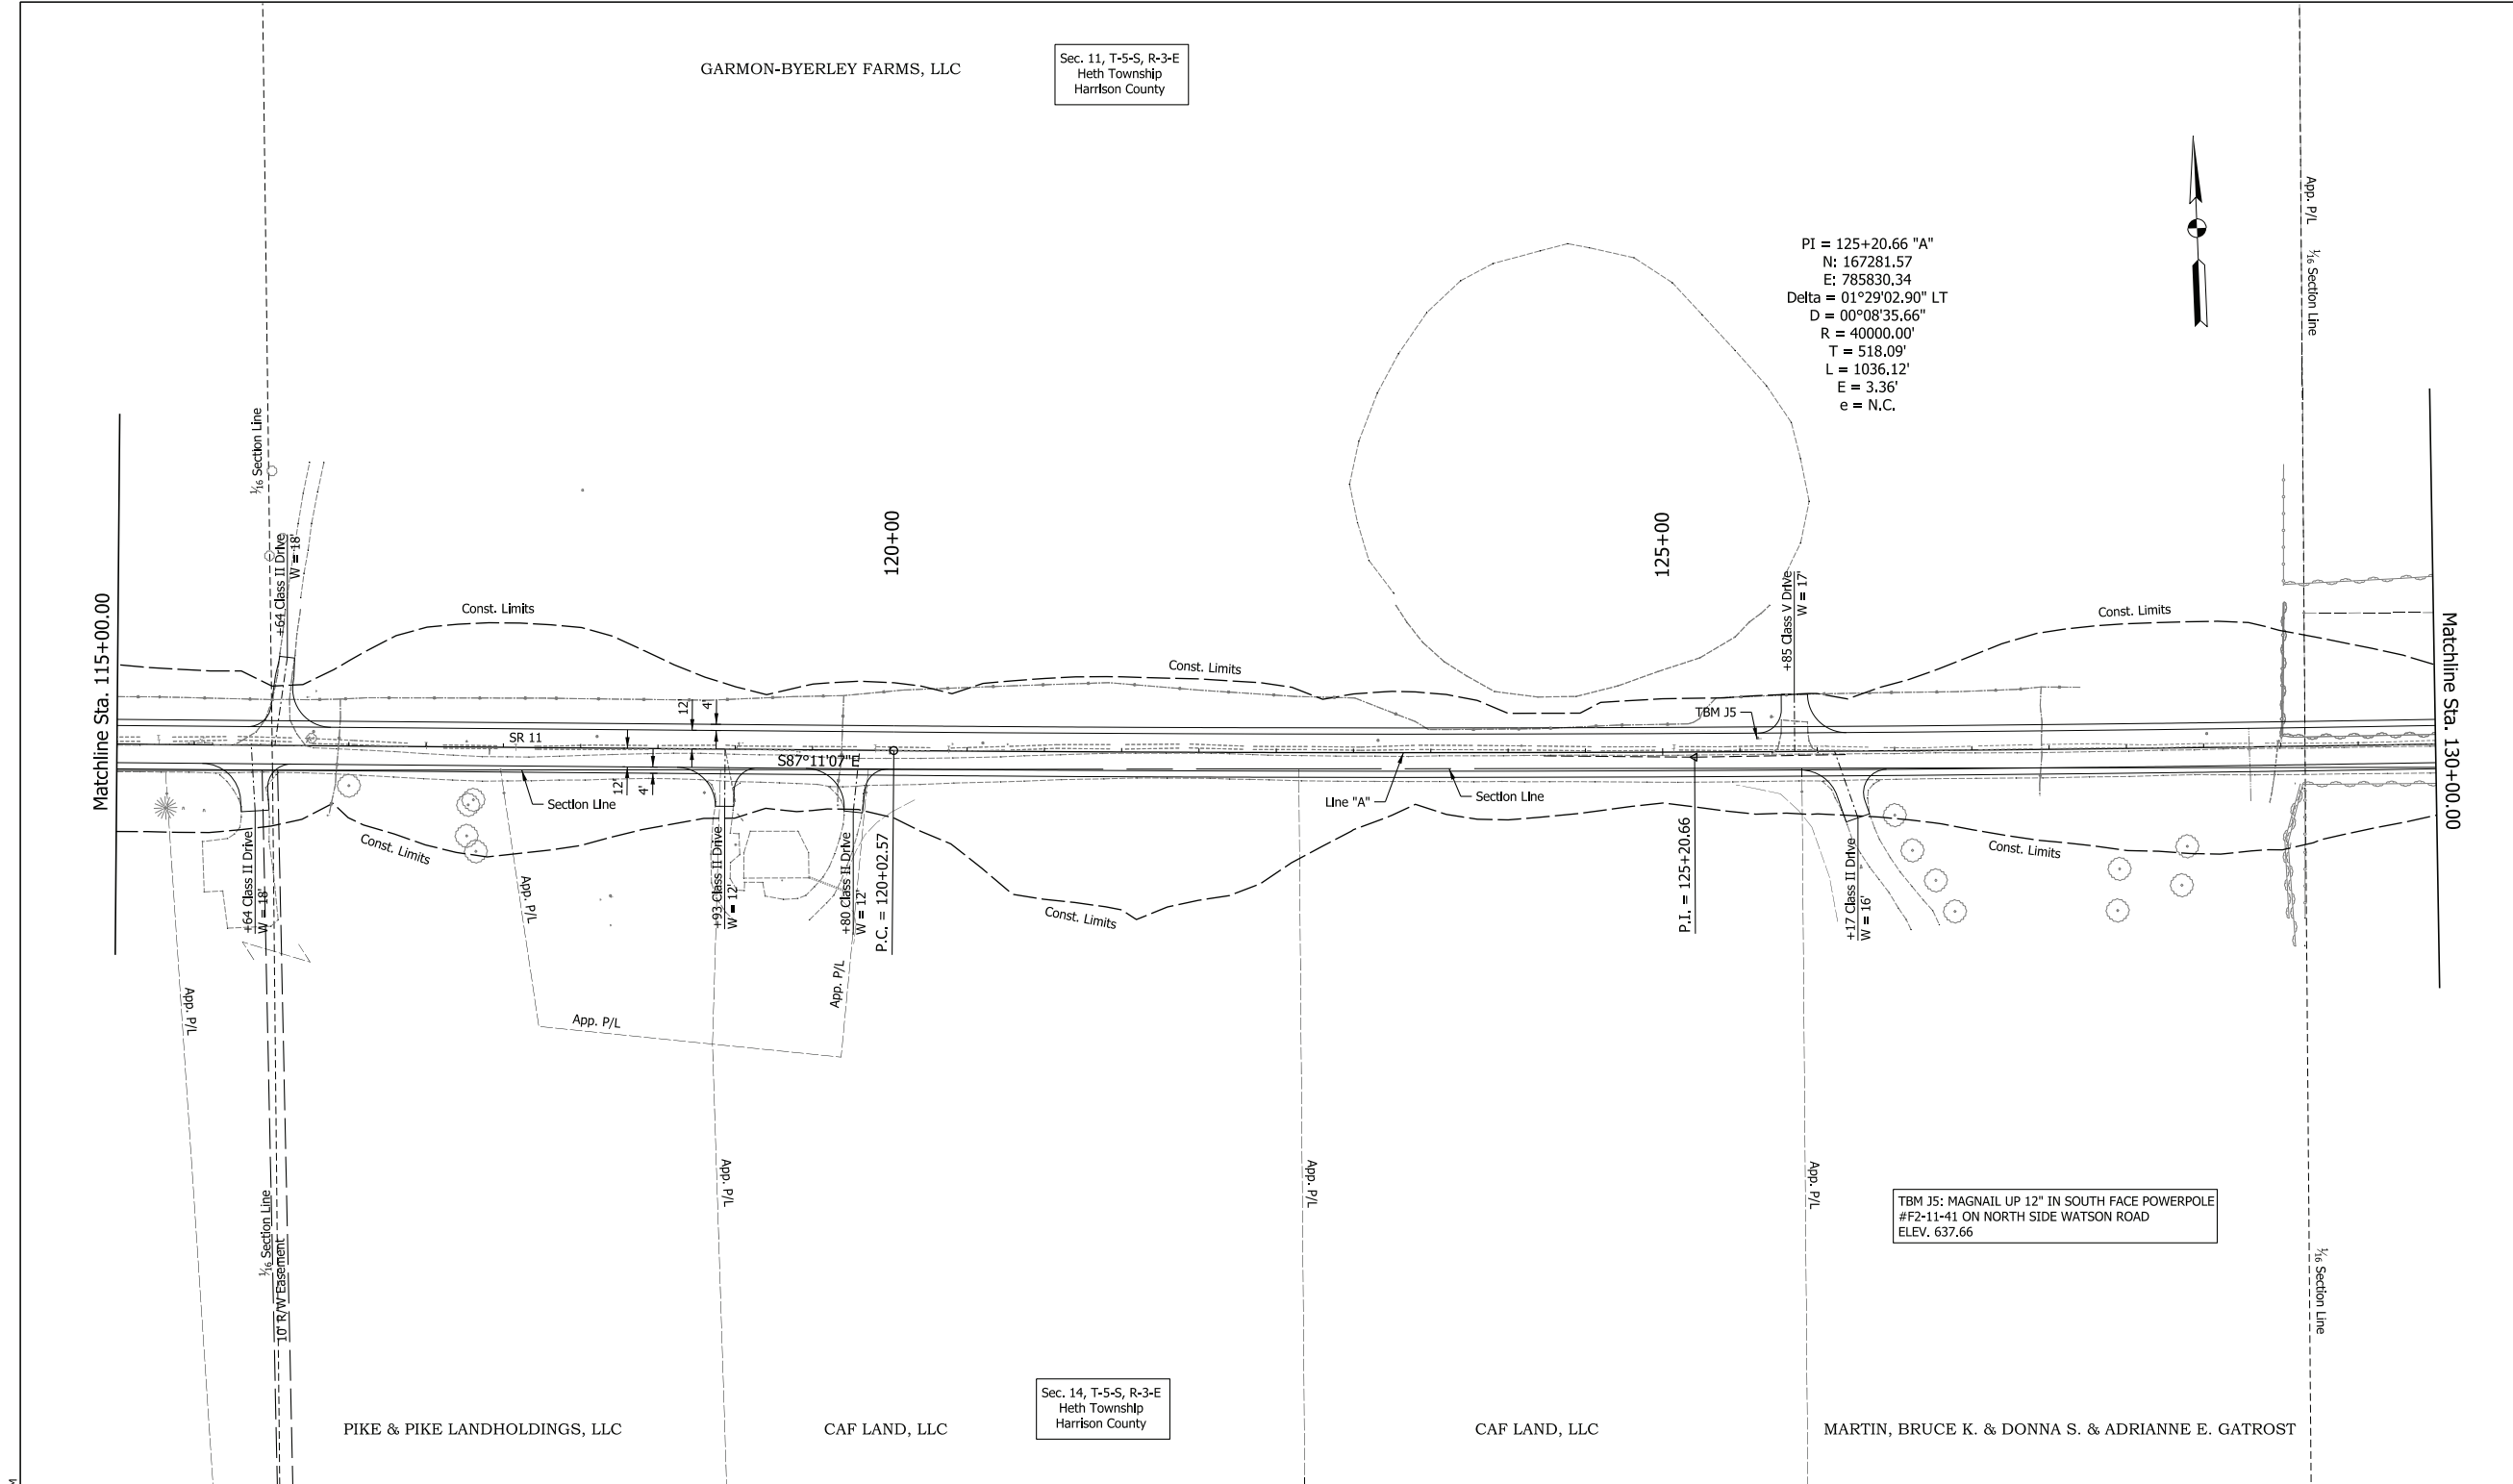 GARMON-BYERLEY FARMS, LLC
Sec. 11, T-5-S, R-3-E
Heth Township
Harrison County
App. P/L
1/16 Section Line
PI = 125+20.66 "A"
N: 167281.57
E: 785830.34
Delta = 01°29'02.90" LT
D = 00°08'35.66"
R = 40000.00'
T = 518.09'
L = 1036.12'
E = 3.36'
e = N.C.
1/16 Section Line
+64 Class II Drive
W = 18'
120+00
125+00
+85 Class V Drive
W = 17'
Matchline Sta. 115+00.00
Const. Limits
Const. Limits
Const. Limits
Matchline Sta. 130+00.00
12'
4'
TBM J5
SR 11
S87°11'07"E
12'
4'
Section Line
Line "A"
Section Line
Const. Limits
Const. Limits
Const. Limits
+64 Class II Drive
W = 18'
App. P/L
+93 Class II Drive
W = 12'
+80 Class II Drive
W = 12'
P.C. = 120+02.57
P.I. = 125+20.66
+17 Class II Drive
W = 16'
App. P/L
App. P/L
App. P/L
1/16 Section Line
10' R/W Easement
App. P/L
App. P/L
App. P/L
TBM J5: MAGNAIL UP 12" IN SOUTH FACE POWERPOLE
#F2-11-41 ON NORTH SIDE WATSON ROAD
ELEV. 637.66
1/16 Section Line
Sec. 14, T-5-S, R-3-E
Heth Township
Harrison County
PIKE & PIKE LANDHOLDINGS, LLC
CAF LAND, LLC
CAF LAND, LLC
MARTIN, BRUCE K. & DONNA S. & ADRIANNE E. GATROST